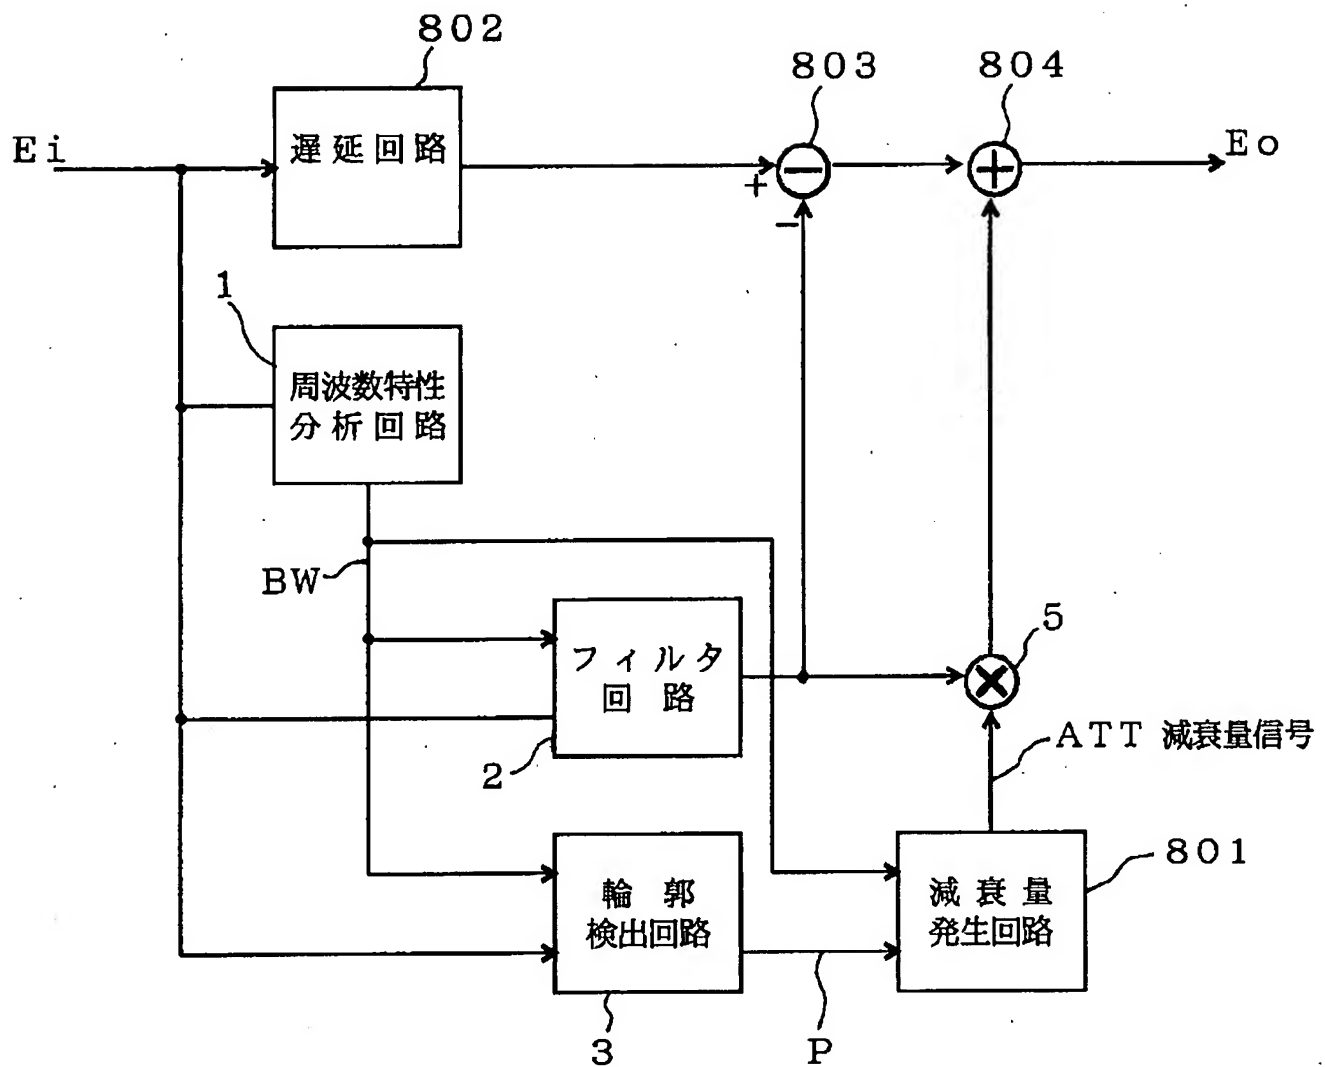 802
803
804
Ei
遅延回路
Eo
+
−
−
+
1
周波数特性
分析回路
BW
フィルタ
回路
5
×
2
ATT 減衰量信号
801
輪郭
検出回路
減衰量
発生回路
3
P